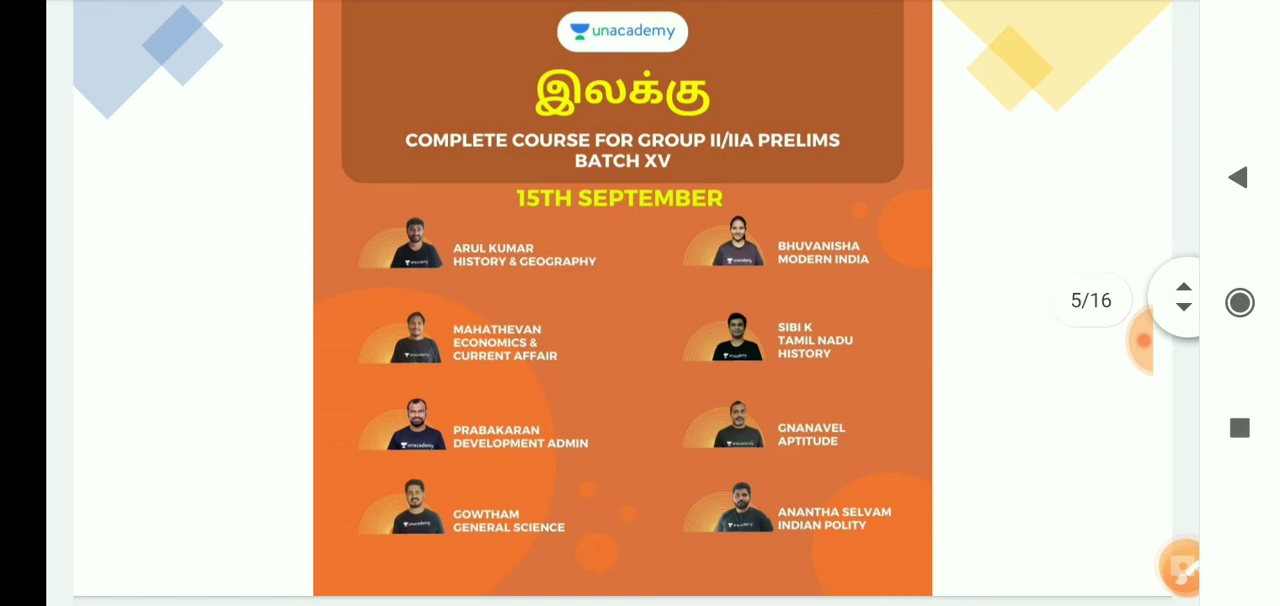 unacademy
இலக்கு
COMPLETE COURSE FOR GROUP II/IIA PRELIMS
BATCH XV
15TH SEPTEMBER
ARUL KUMAR
HISTORY & GEOGRAPHY
BHUVANISHA
MODERN INDIA
MAHATHEVAN
ECONOMICS &
CURRENT AFFAIR
SIBI K
TAMIL NADU
HISTORY
5/16
PRABAKARAN
DEVELOPMENT ADMIN
GNANAVEL
APTITUDE
GOWTHAM
GENERAL SCIENCE
ANANTHA SELVAM
INDIAN POLITY